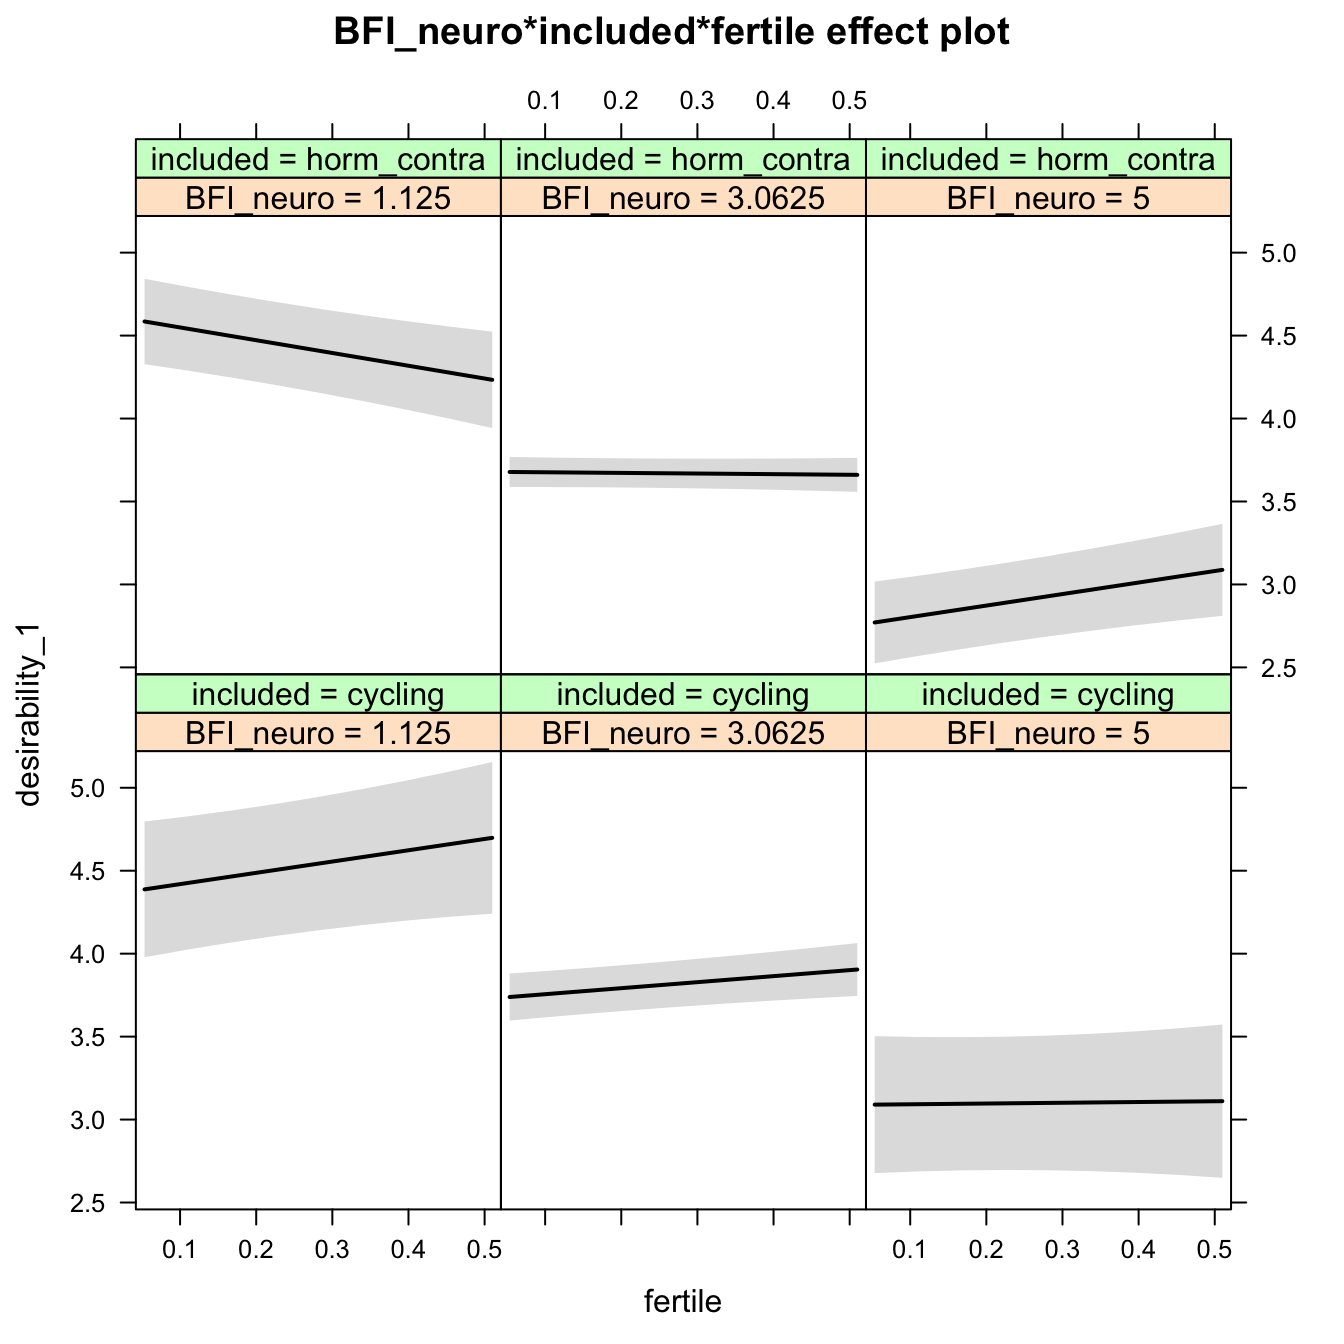 BFI_neuro*included*fertile effect plot
0.1 0.2 0.3 0.4 0.5
included = horm_contra included = horm_contra included = horm_contra
BFI_neuro = 1.125 BFI_neuro = 3.0625 BFI_neuro = 5
5.0
4.5
4.0
3.5
3.0
2.5
desirability_1
included = cycling included = cycling included = cycling
BFI_neuro = 1.125 BFI_neuro = 3.0625 BFI_neuro = 5
5.0
4.5
4.0
3.5
3.0
2.5
0.1 0.2 0.3 0.4 0.5 0.1 0.2 0.3 0.4 0.5
fertile